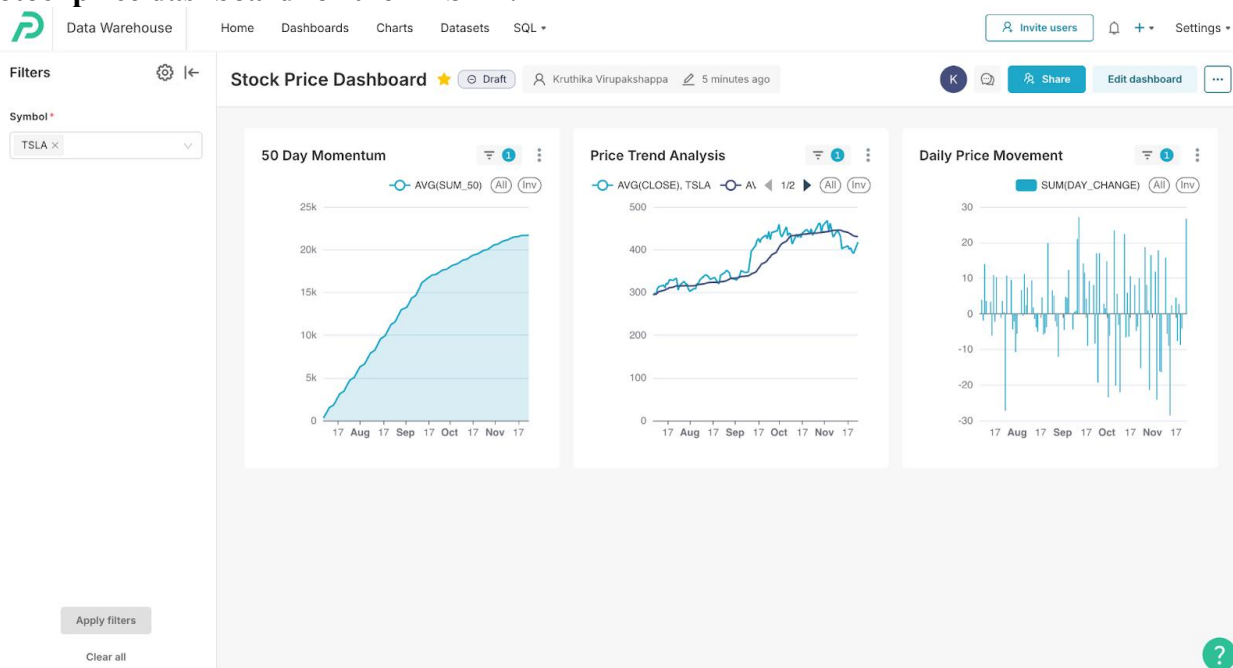 Data Warehouse
Home Dashboards Charts Datasets SQL
Invite users
Settings
Filters
Symbol *
TSLA ×
Apply filters
Clear all
Stock Price Dashboard
Draft
Kruthika Virupakshappa
5 minutes ago
K
Share
Edit dashboard
50 Day Momentum
1
AVG(SUM_50) All Inv
25k
20k
15k
10k
5k
0
17 Aug 17 Sep 17 Oct 17 Nov 17
Price Trend Analysis
1
AVG(CLOSE), TSLA 1/2 All Inv
500
400
300
200
100
0
17 Aug 17 Sep 17 Oct 17 Nov 17
Daily Price Movement
1
SUM(DAY_CHANGE) All Inv
30
20
10
0
-10
-20
-30
17 Aug 17 Sep 17 Oct 17 Nov 17
?